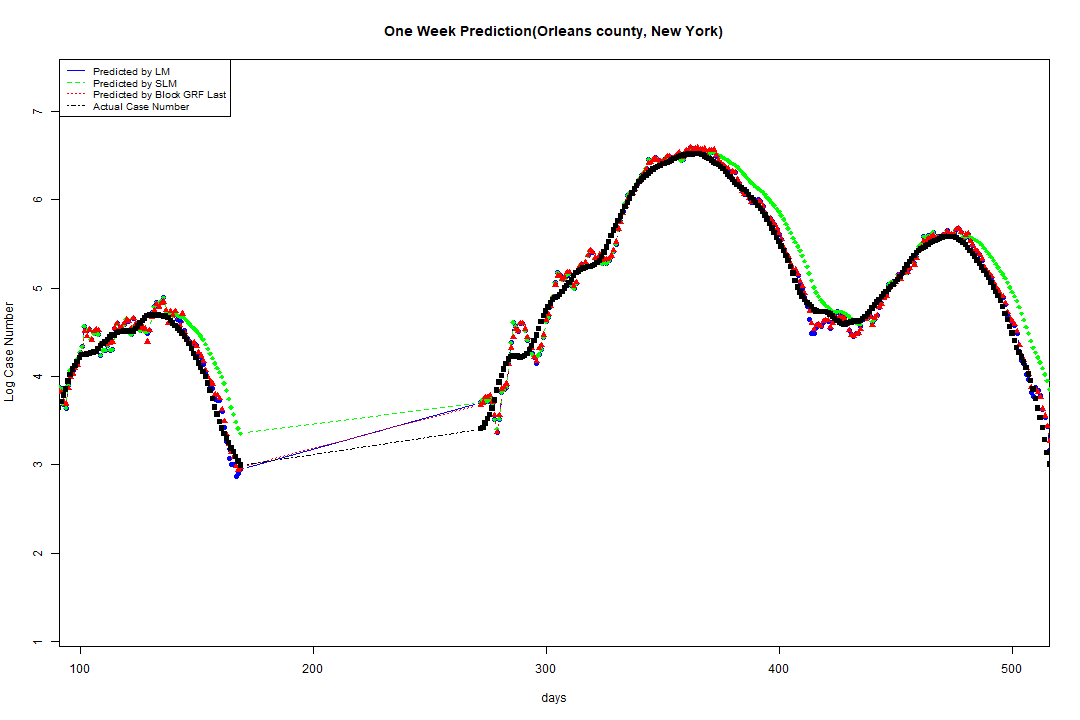 One Week Prediction(Orleans county, New York)
Predicted by LM
Predicted by SLM
Predicted by Block GRF Last
Actual Case Number
Log Case Number
7
6
5
4
3
2
1
100 200 300 400 500
days